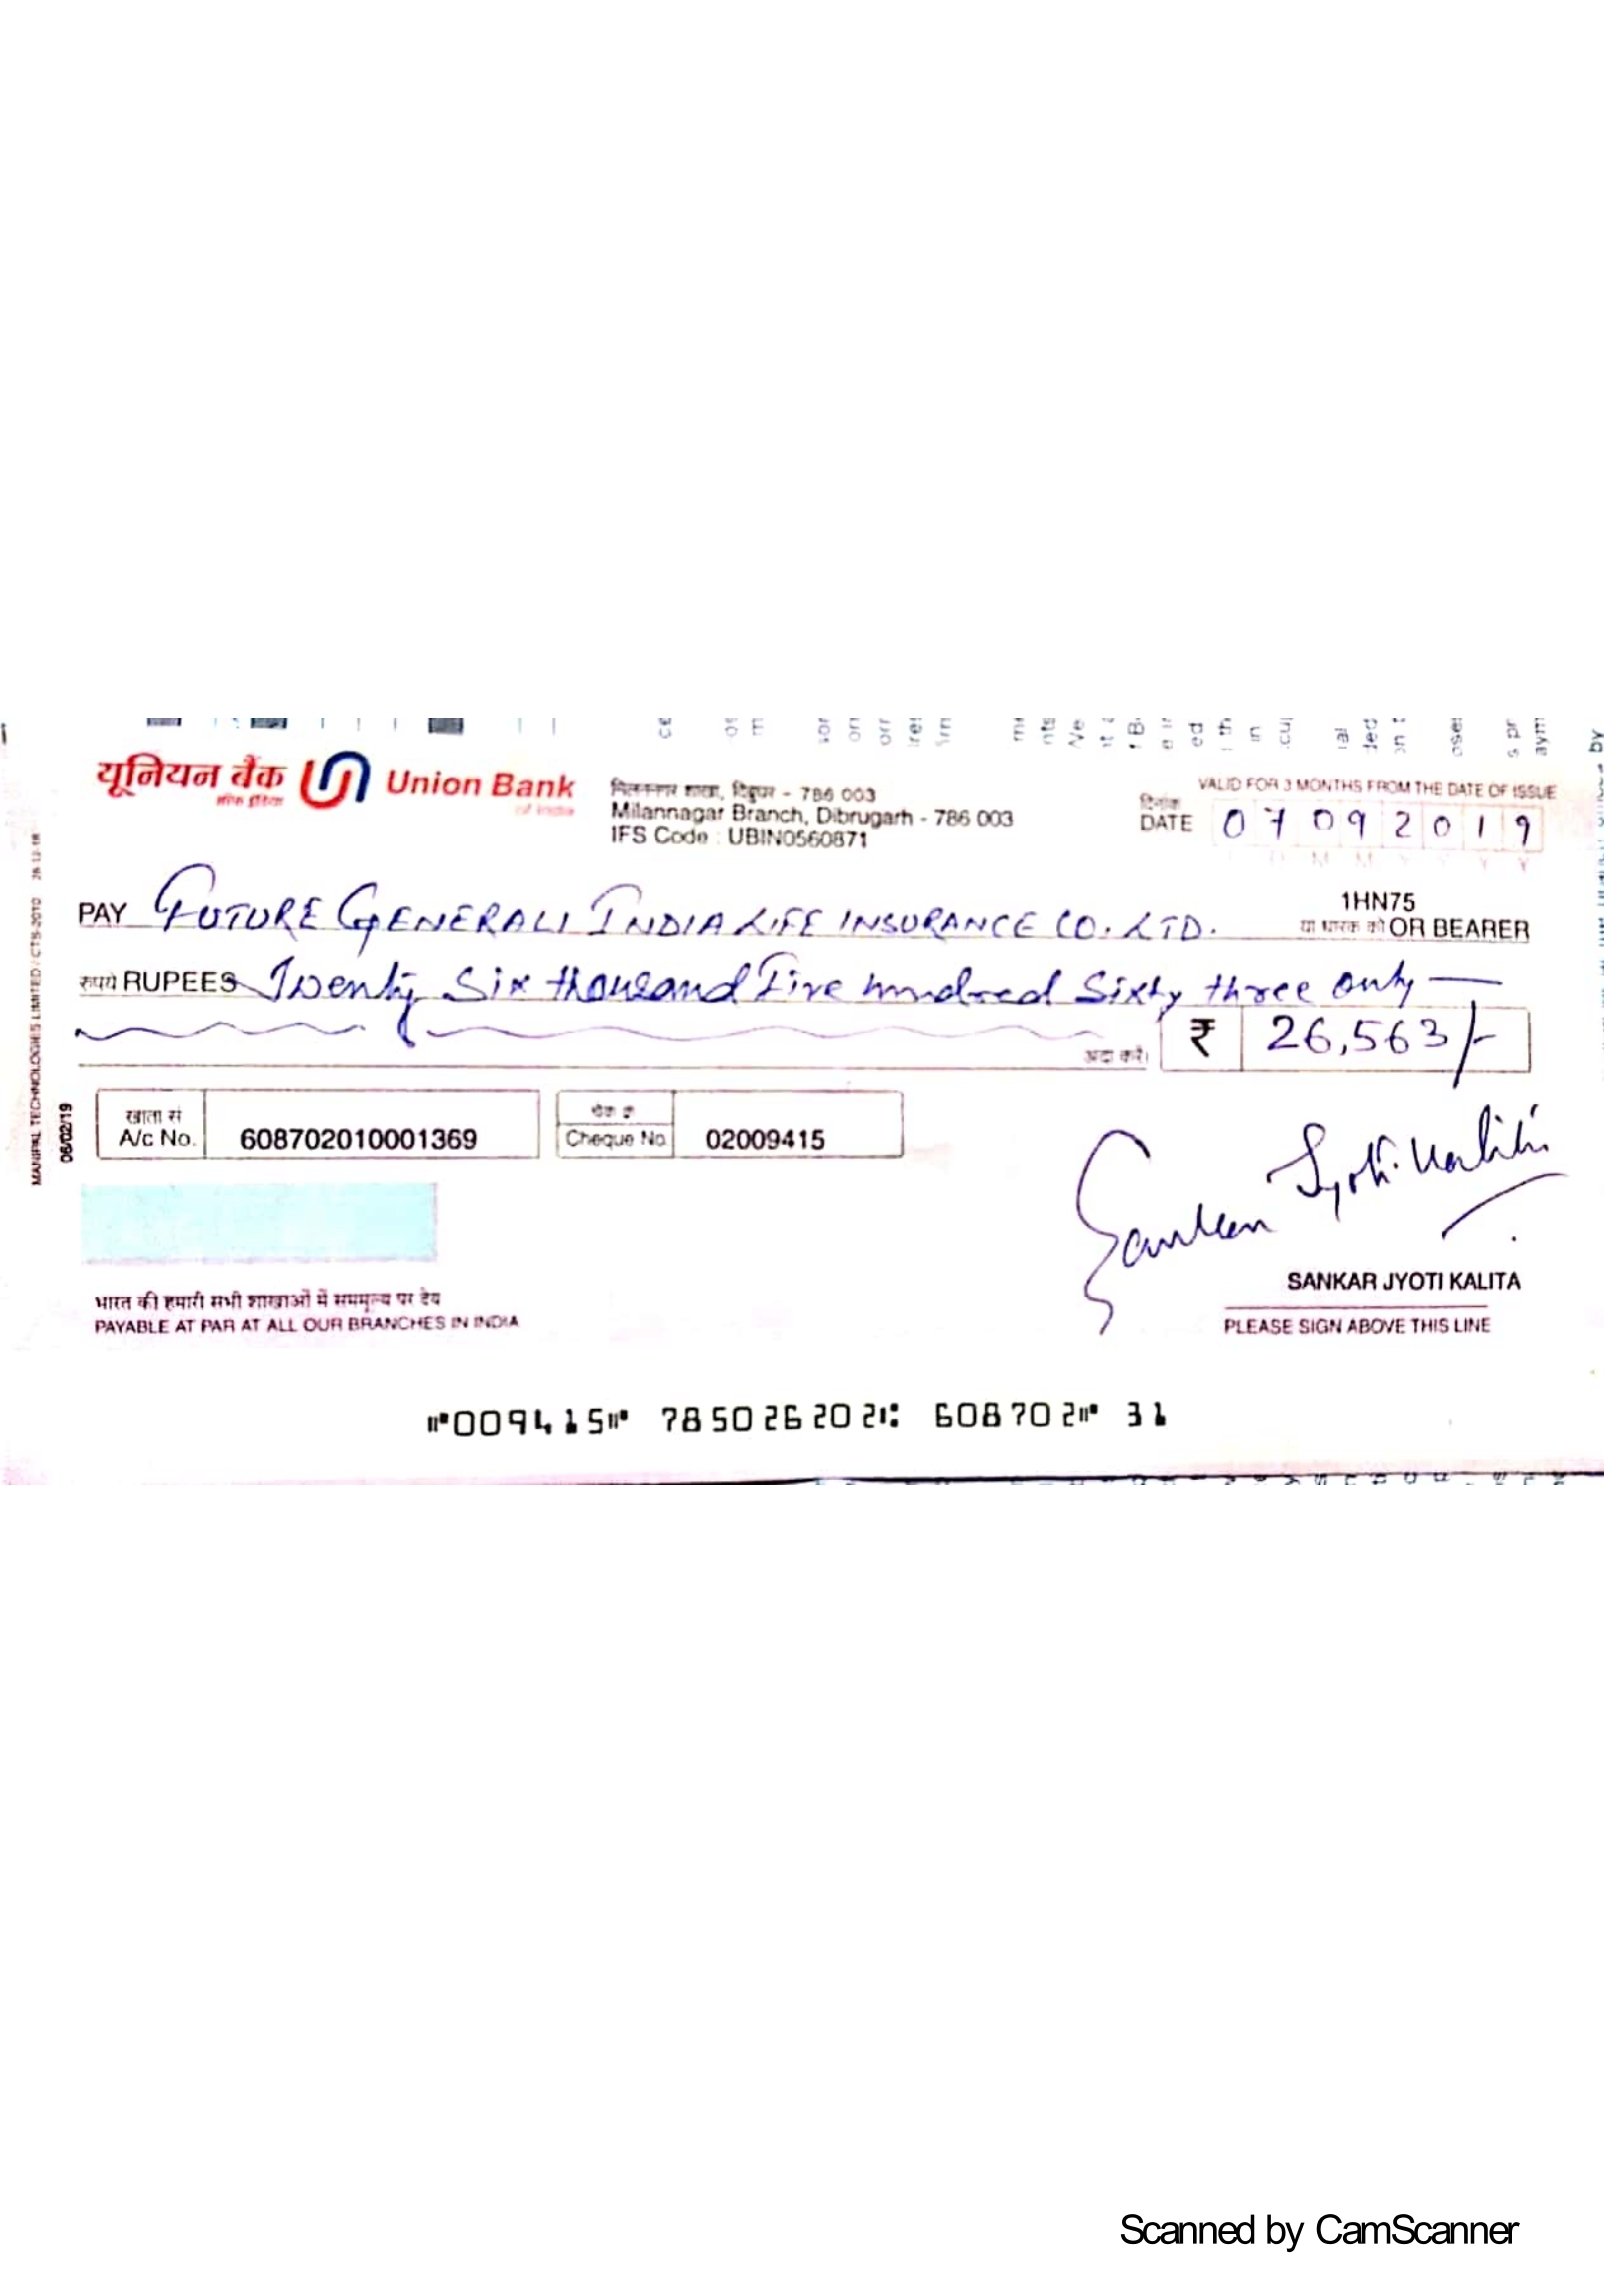 यूनियन बैंक Union Bank
ऑफ इंडिया of India
786 003
Milannagar Branch, Dibrugarh - 786 003
IFS Code : UBIN0560871
VALID FOR 3 MONTHS FROM THE DATE OF ISSUE
दिनांक
DATE 0 7 0 9 2 0 1 9
1HN75
PAY FUTURE GENERALI INDIA LIFE INSURANCE CO. LTD. या धारक को OR BEARER
रुपये RUPEES Twenty Six thousand Five hundred Sixty three only
अदा करें ₹ 26,563/-
खाता सं
A/c No. 608702010001369
चेक क्र
Cheque No 02009415
Sankar Jyoti Kalita
SANKAR JYOTI KALITA
PLEASE SIGN ABOVE THIS LINE
भारत की हमारी सभी शाखाओं में सममूल्य पर देय
PAYABLE AT PAR AT ALL OUR BRANCHES IN INDIA
MANIPAL TECHNOLOGIES LIMITED / CTS-2010
06/02/19
⑈009415⑈ 785026202⑆ 608702⑈ 31
Scanned by CamScanner